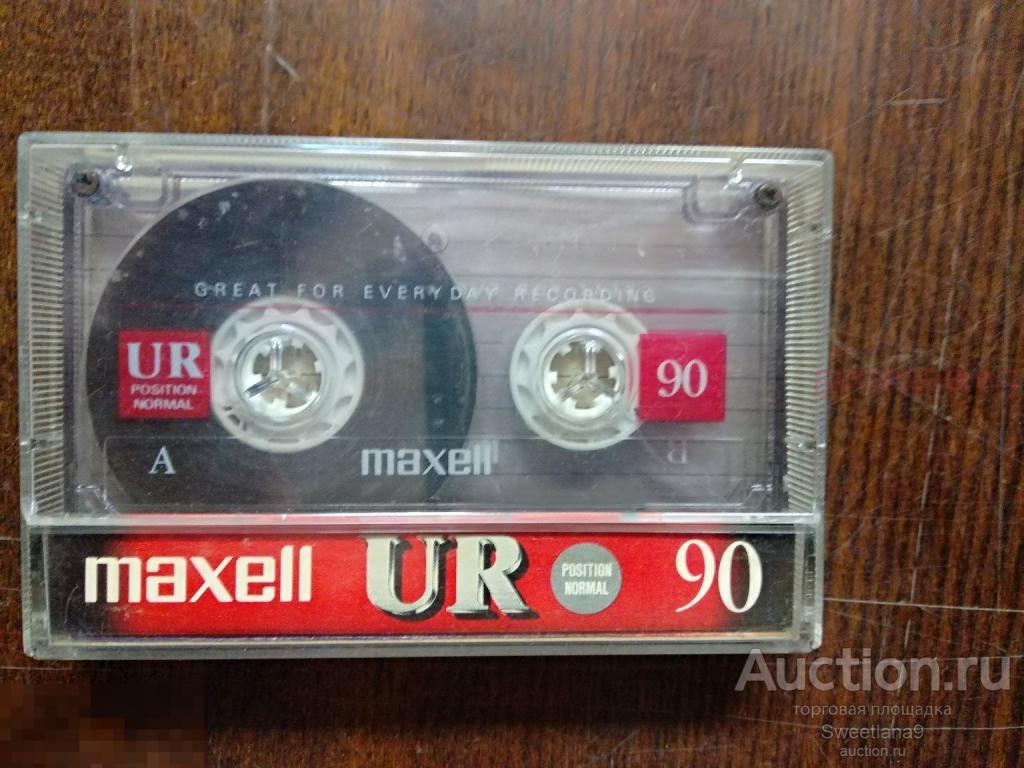 GREAT FOR EVERYDAY RECORDING
UR
POSITION
NORMAL
90
A
maxell
B
maxell UR POSITION NORMAL 90
Auction.ru
торговая площадка
Sweetlana9
auction.ru